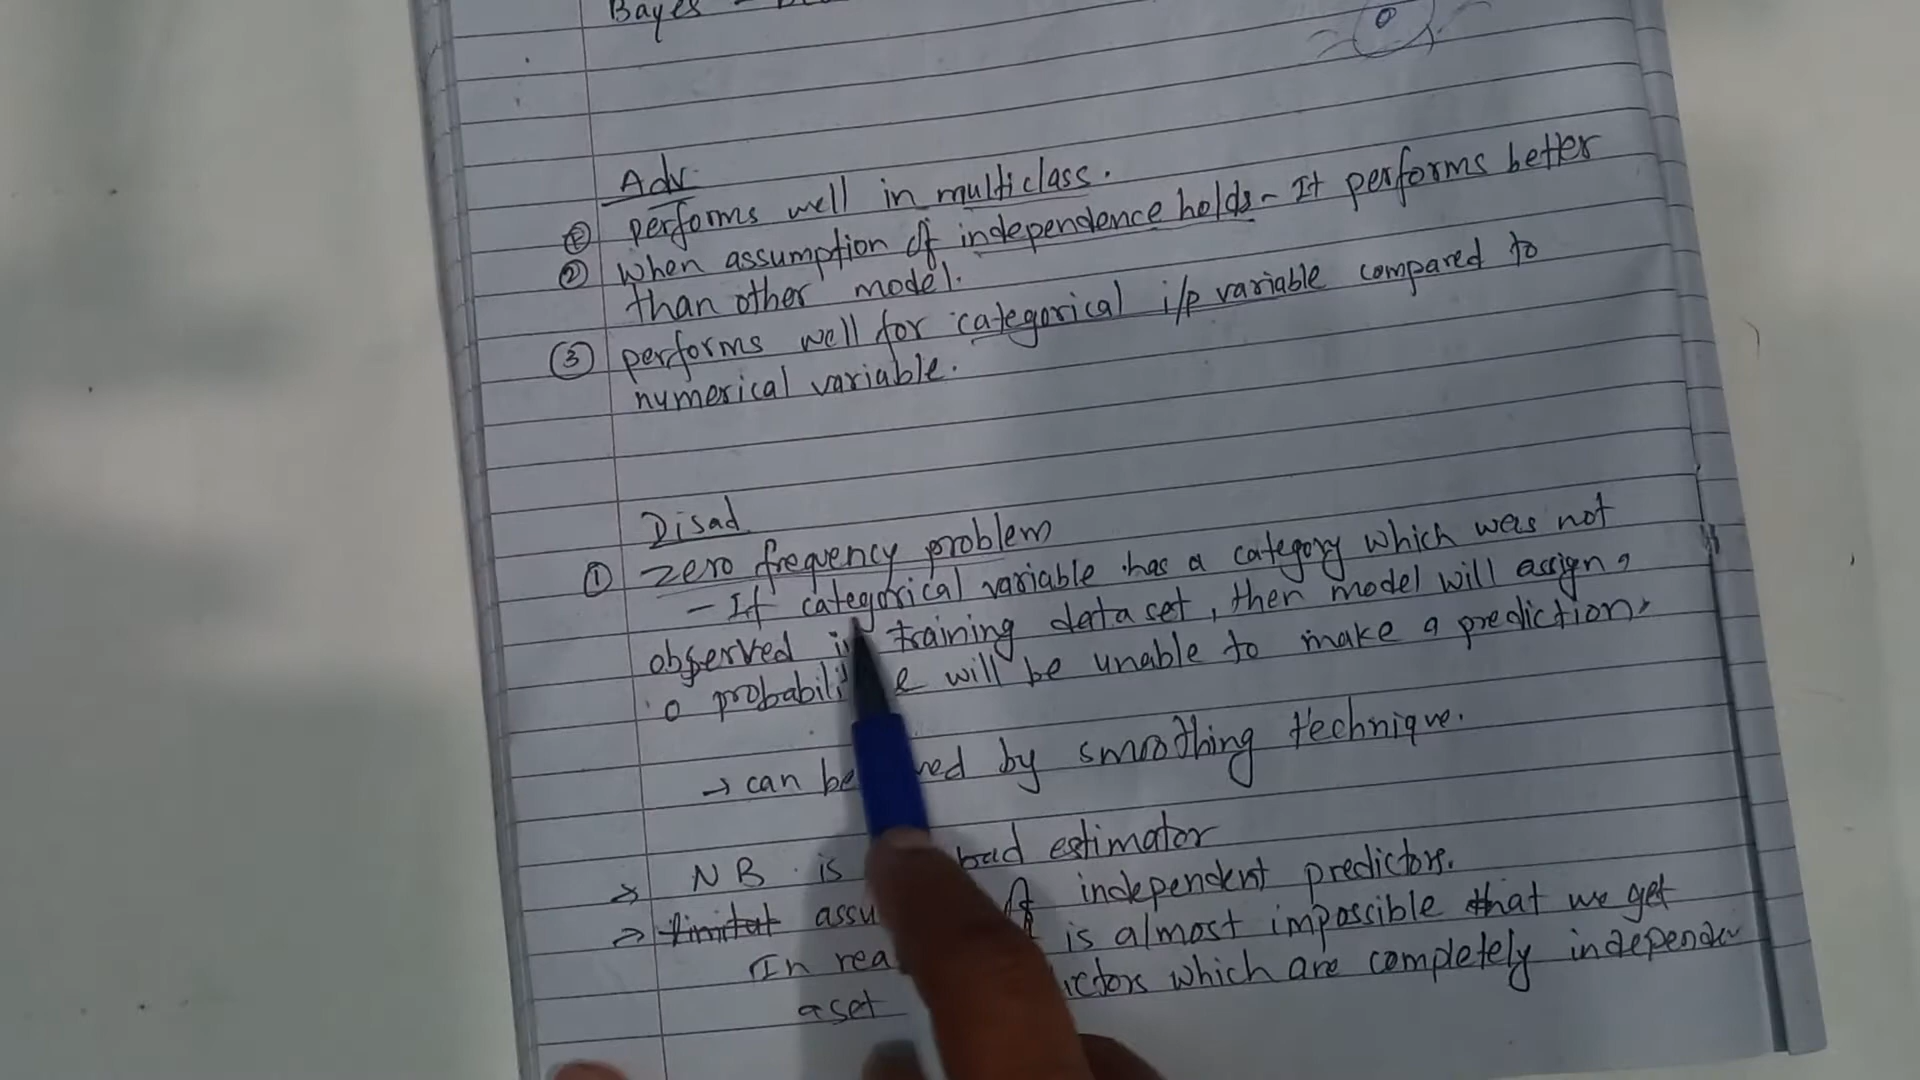 Bayes -
Adv.
① performs well in multiclass.
② When assumption of independence holds - It performs better
than other model.
③ performs well for categorical i/p variable compared to
numerical variable.
Disad
① zero frequency problem
- If categorical variable has a category which was not
observed in training data set, then model will assign a
0 probabili & will be unable to make a prediction.
→ can be by smoothing technique.
→ NB is bad estimator
→ limitat assu of independent predictors.
In rea is almost impossible that we get
a set which are completely independ